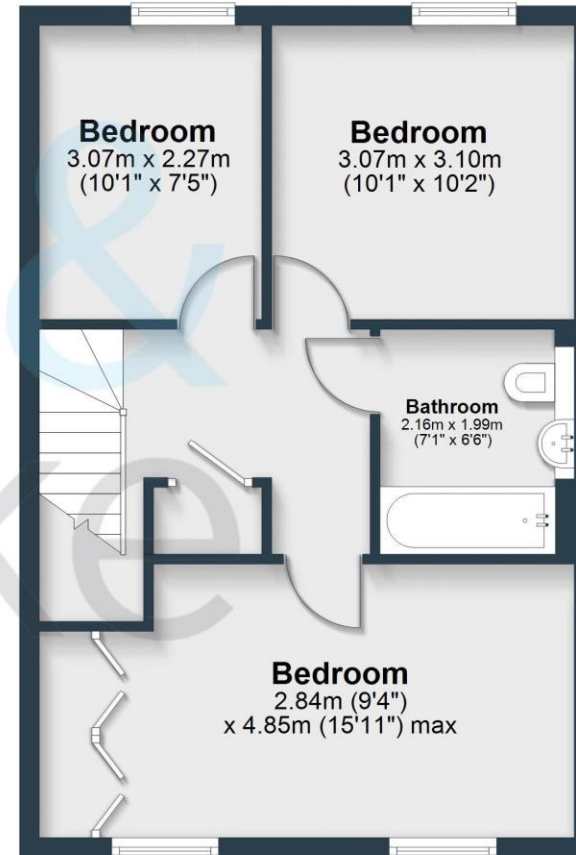 Bedroom
3.07m x 2.27m
(10'1" x 7'5")
Bedroom
3.07m x 3.10m
(10'1" x 10'2")
Bathroom
2.16m x 1.99m
(7'1" x 6'6")
Bedroom
2.84m (9'4")
x 4.85m (15'11") max
&
ke